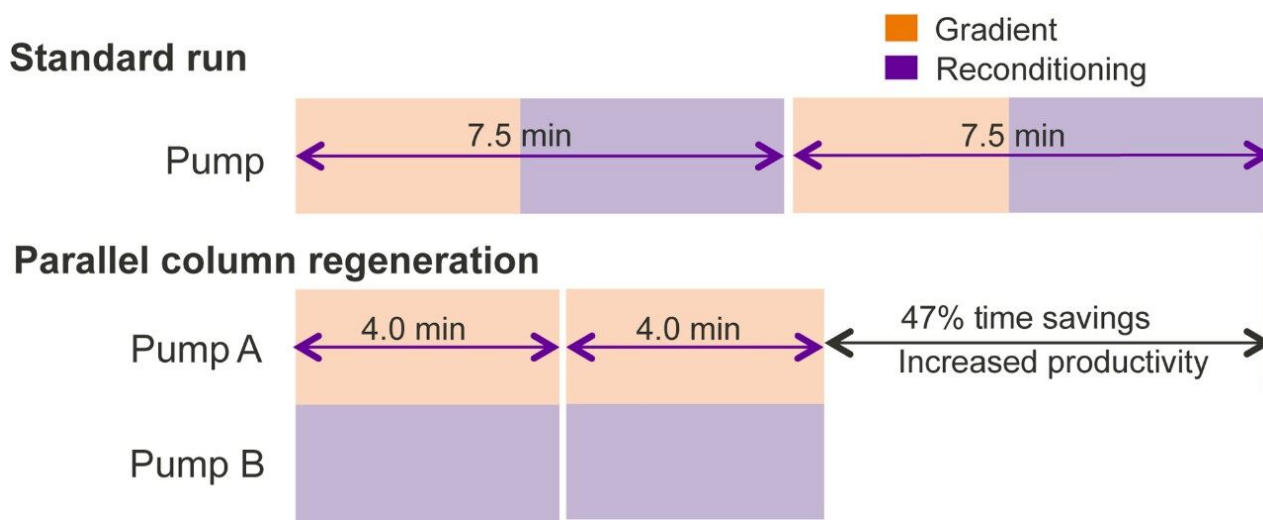 Gradient
Standard run
Reconditioning
7.5 min
7.5 min
Pump
Parallel column regeneration
4.0 min
4.0 min
47% time savings
Pump A
Increased productivity
Pump B